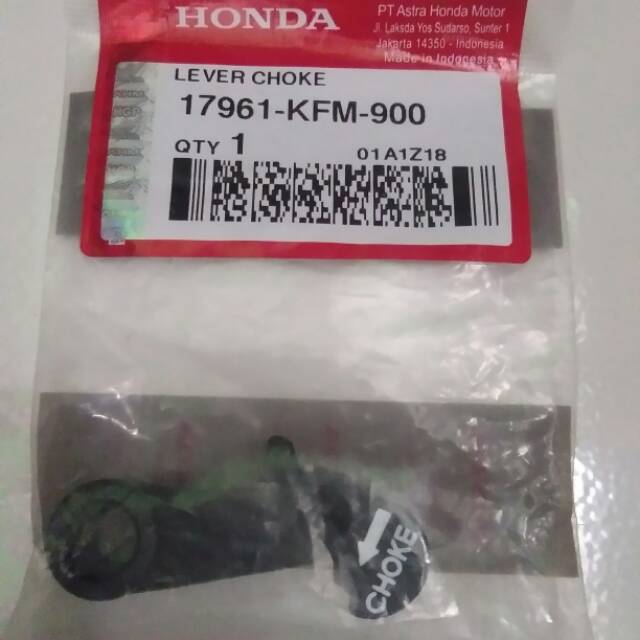 HONDA
PT Astra Honda Motor
Jl. Laksda Yos Sudarso, Sunter 1
Jakarta 14350 - Indonesia
Made in Indonesia
LEVER CHOKE
17961-KFM-900
QTY 1
01A1Z18
CHOKE